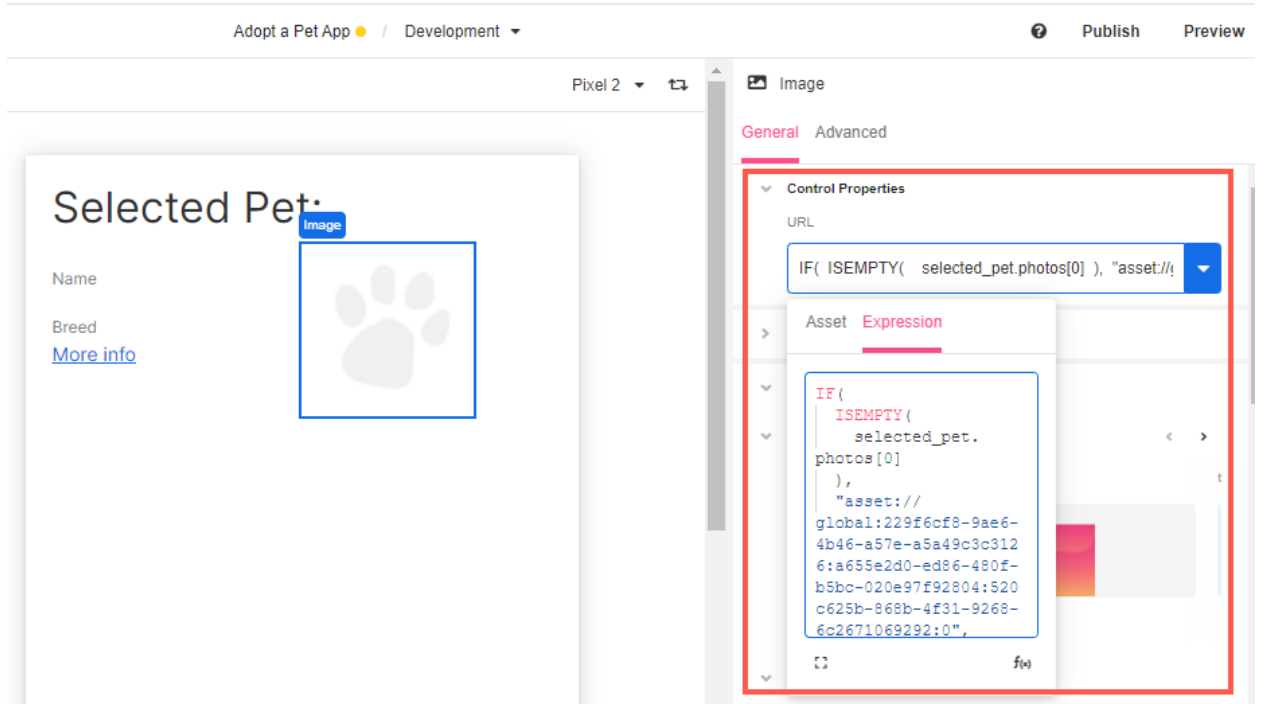 Adopt a Pet App / Development
Publish
Preview
Pixel 2
Image
General Advanced
Selected Pet:
Image
Name
Breed
More info
Control Properties
URL
IF( ISEMPTY( selected_pet.photos[0] ), "asset://g
Asset Expression
IF(
ISEMPTY(
selected_pet.
photos[0]
),
"asset://
global:229f6cf8-9ae6-
4b46-a57e-a5a49c3c312
6:a655e2d0-ed86-480f-
b5bc-020e97f92804:520
c625b-868b-4f31-9268-
6c2671069292:0",
f(x)
t